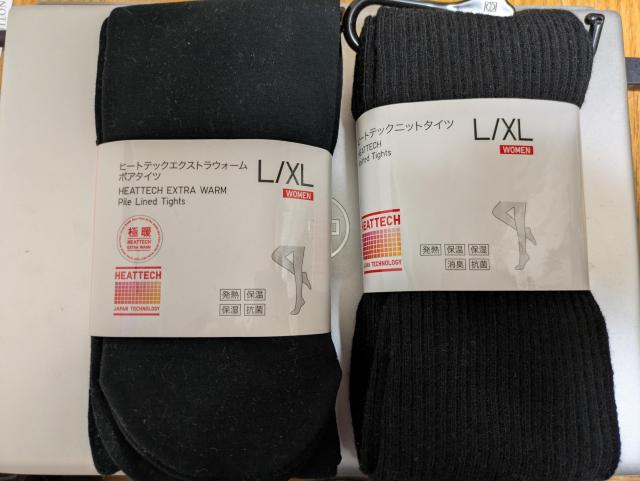 ヒートテックエクストラウォーム
ボアタイツ
HEATTECH EXTRA WARM
Pile Lined Tights
L/XL
WOMEN
極暖
HEATTECH
EXTRA WARM
HEATTECH
JAPAN TECHNOLOGY
発熱 保温
保湿 抗菌
ヒートテックニットタイツ
HEATTECH
Knitted Tights
L/XL
WOMEN
HEATTECH
JAPAN TECHNOLOGY
発熱 保温 保湿
消臭 抗菌